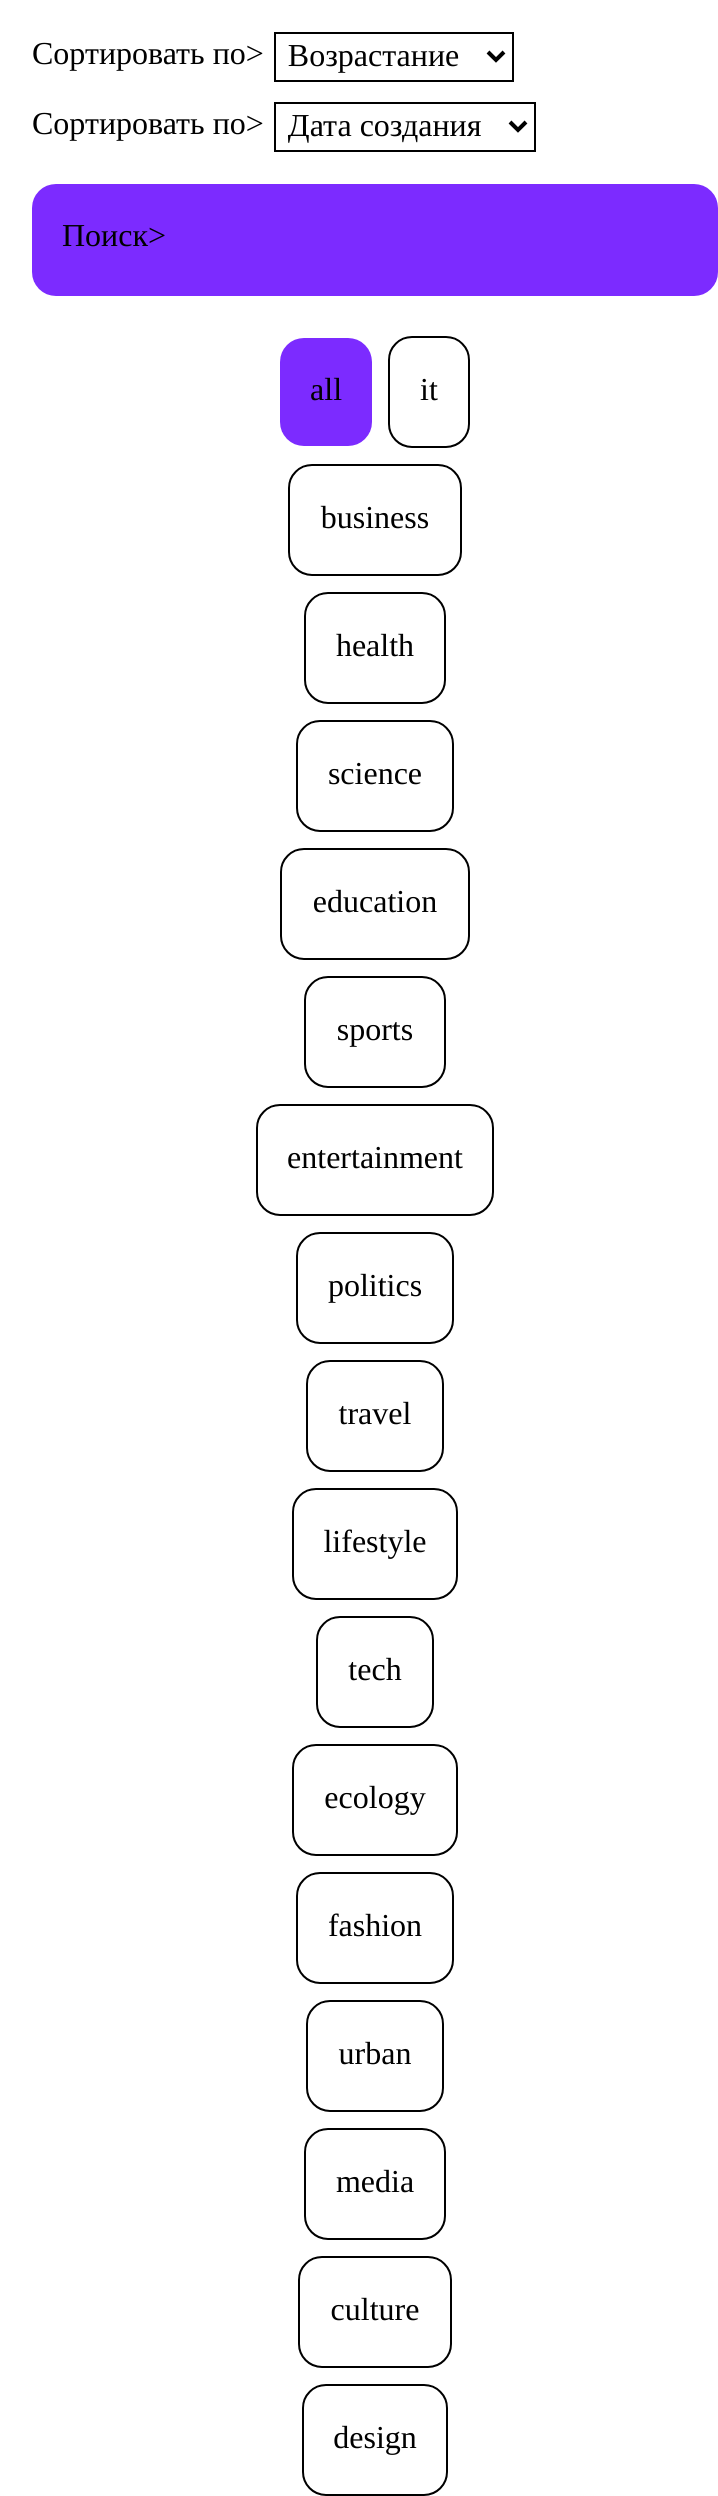 Сортировать по> Возрастание
Сортировать по> Дата создания
Поиск>
all it
business
health
science
education
sports
entertainment
politics
travel
lifestyle
tech
ecology
fashion
urban
media
culture
design